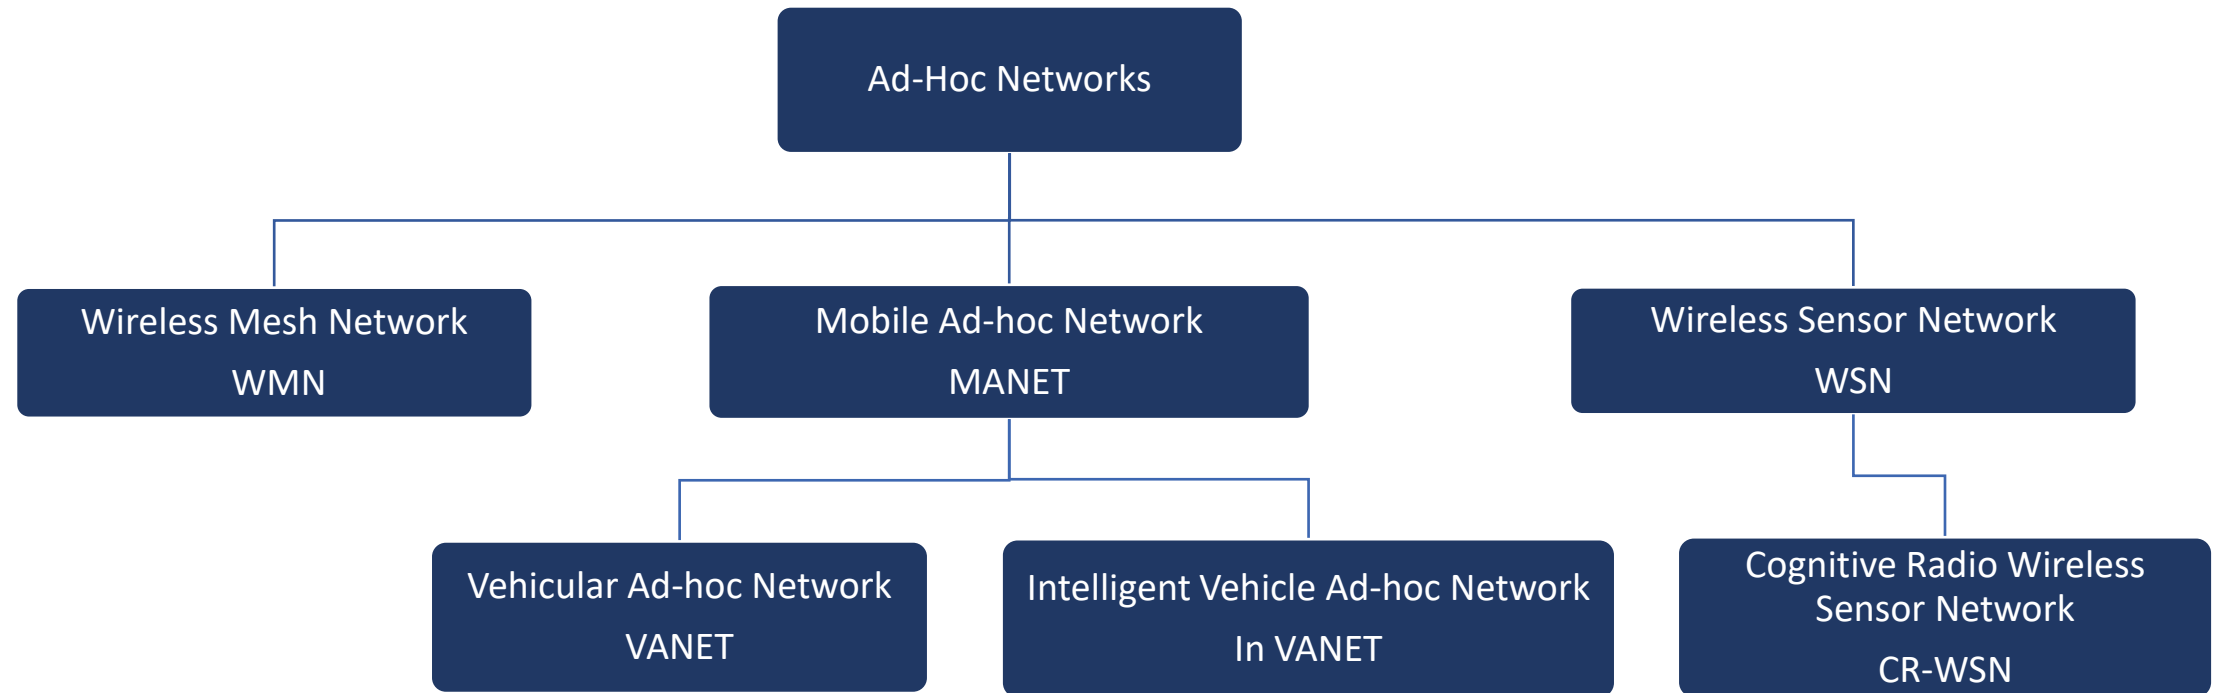 Ad-Hoc Networks
Wireless Mesh Network
WMN
Mobile Ad-hoc Network
MANET
Wireless Sensor Network
WSN
Vehicular Ad-hoc Network
VANET
Intelligent Vehicle Ad-hoc Network
In VANET
Cognitive Radio Wireless
Sensor Network
CR-WSN